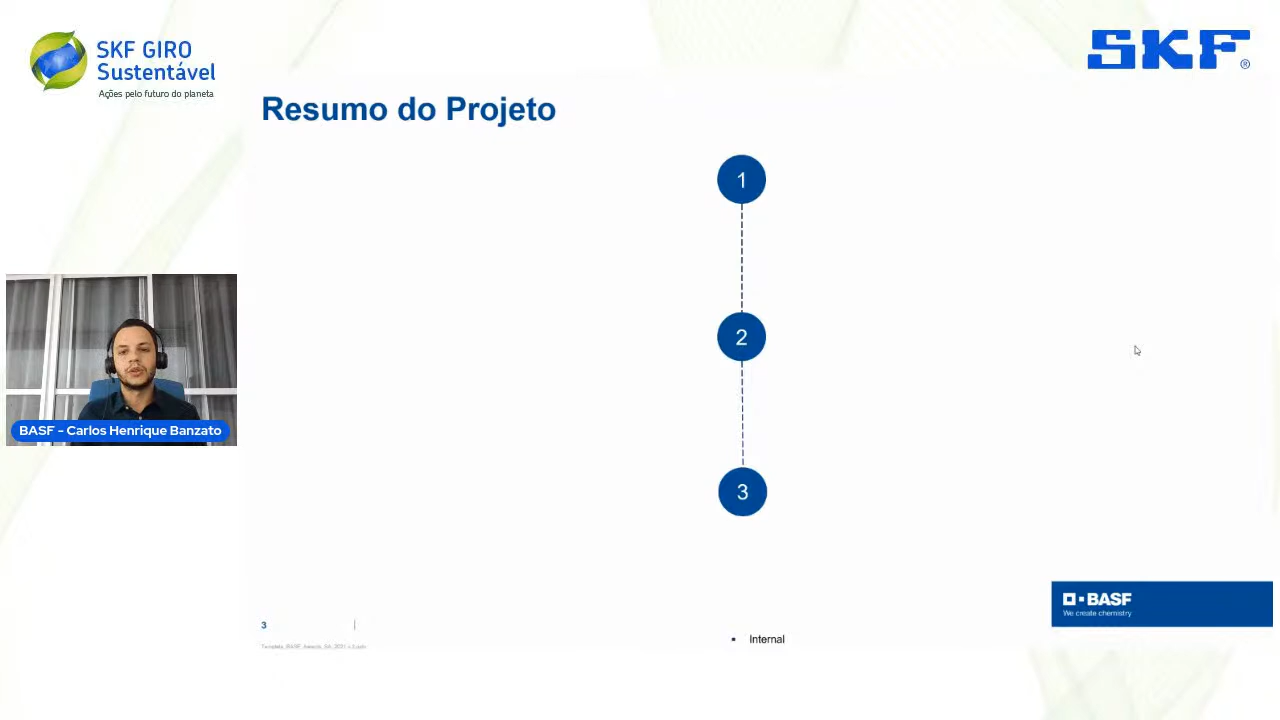 SKF GIRO
Sustentável
Ações pelo futuro do planeta
SKF
®
Resumo do Projeto
1
2
3
BASF - Carlos Henrique Banzato
BASF
We create chemistry
3
|
Internal